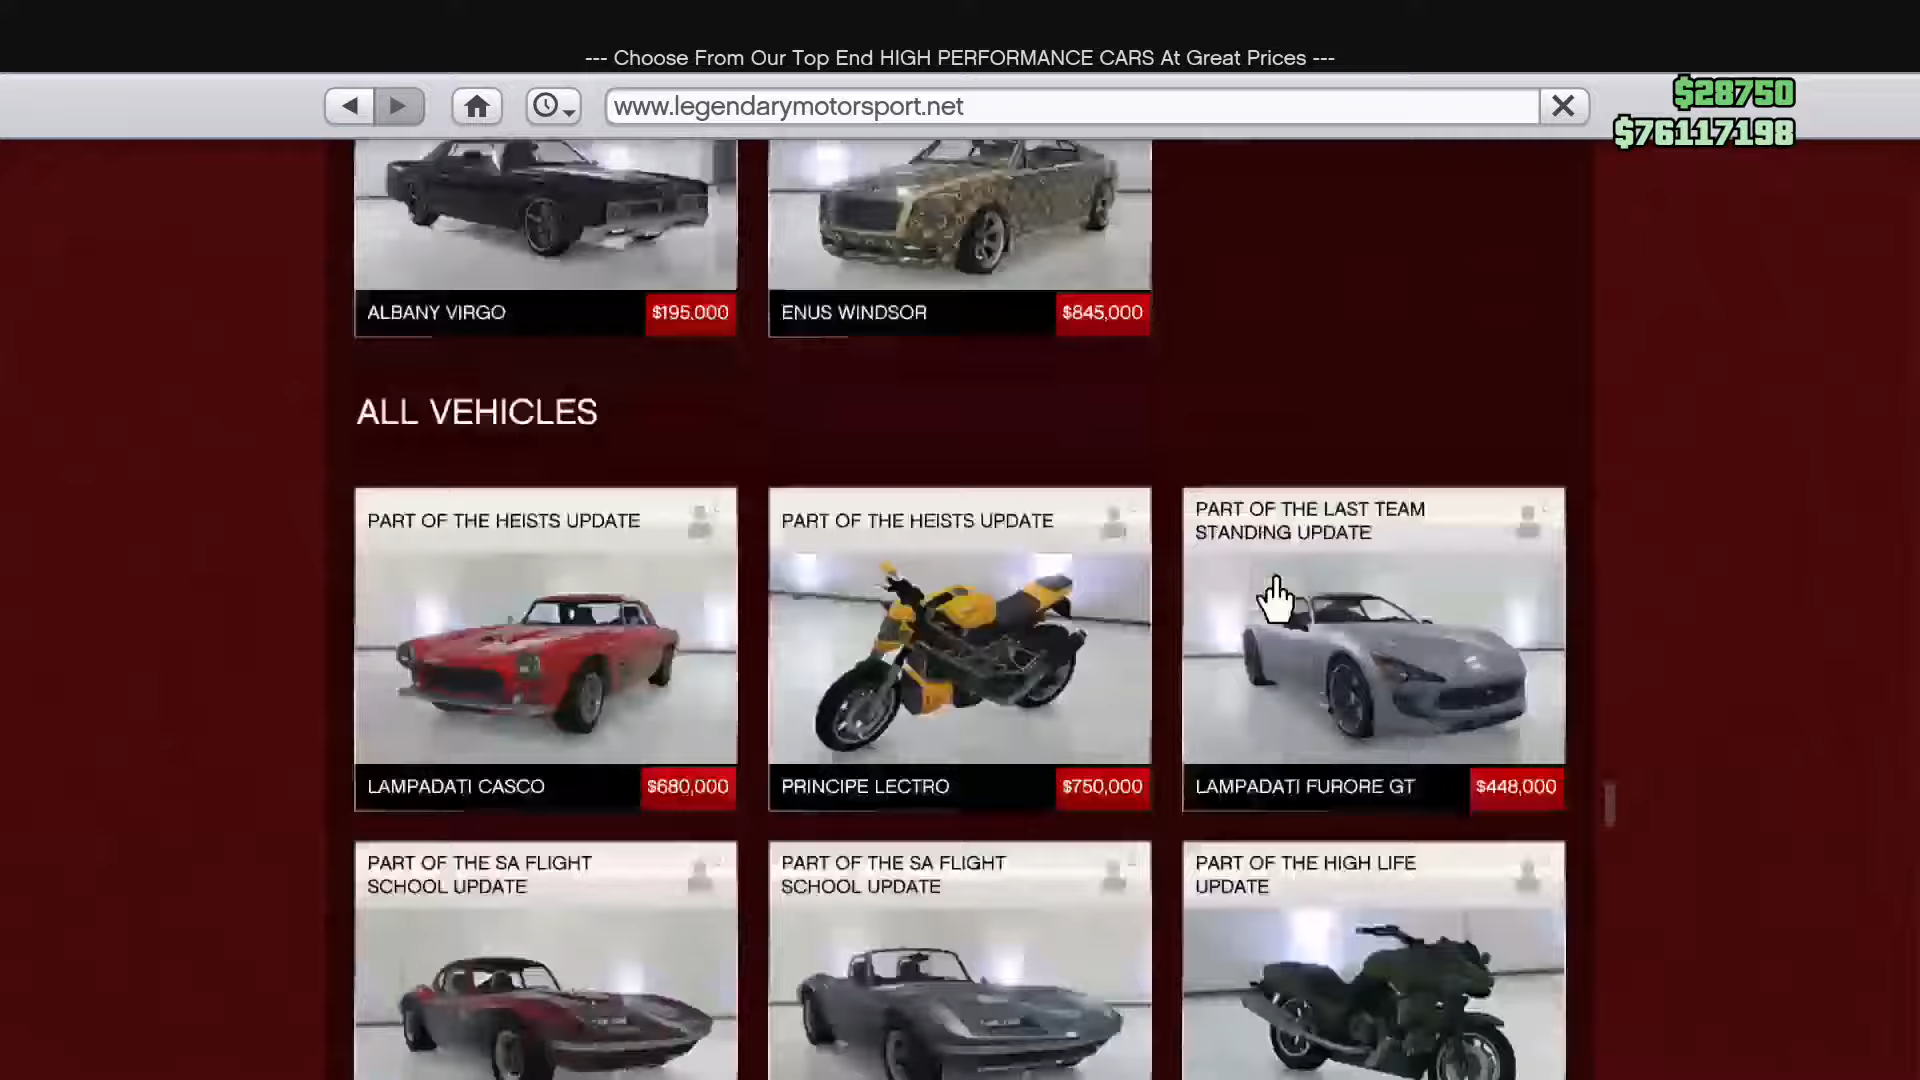 --- Choose From Our Top End HIGH PERFORMANCE CARS At Great Prices ---
www.legendarymotorsport.net
$28750
$76117198
ALBANY VIRGO $195,000
ENUS WINDSOR $845,000
ALL VEHICLES
PART OF THE HEISTS UPDATE
LAMPADATI CASCO $680,000
PART OF THE HEISTS UPDATE
PRINCIPE LECTRO $750,000
PART OF THE LAST TEAM
STANDING UPDATE
LAMPADATI FURORE GT $448,000
PART OF THE SA FLIGHT
SCHOOL UPDATE
PART OF THE SA FLIGHT
SCHOOL UPDATE
PART OF THE HIGH LIFE
UPDATE